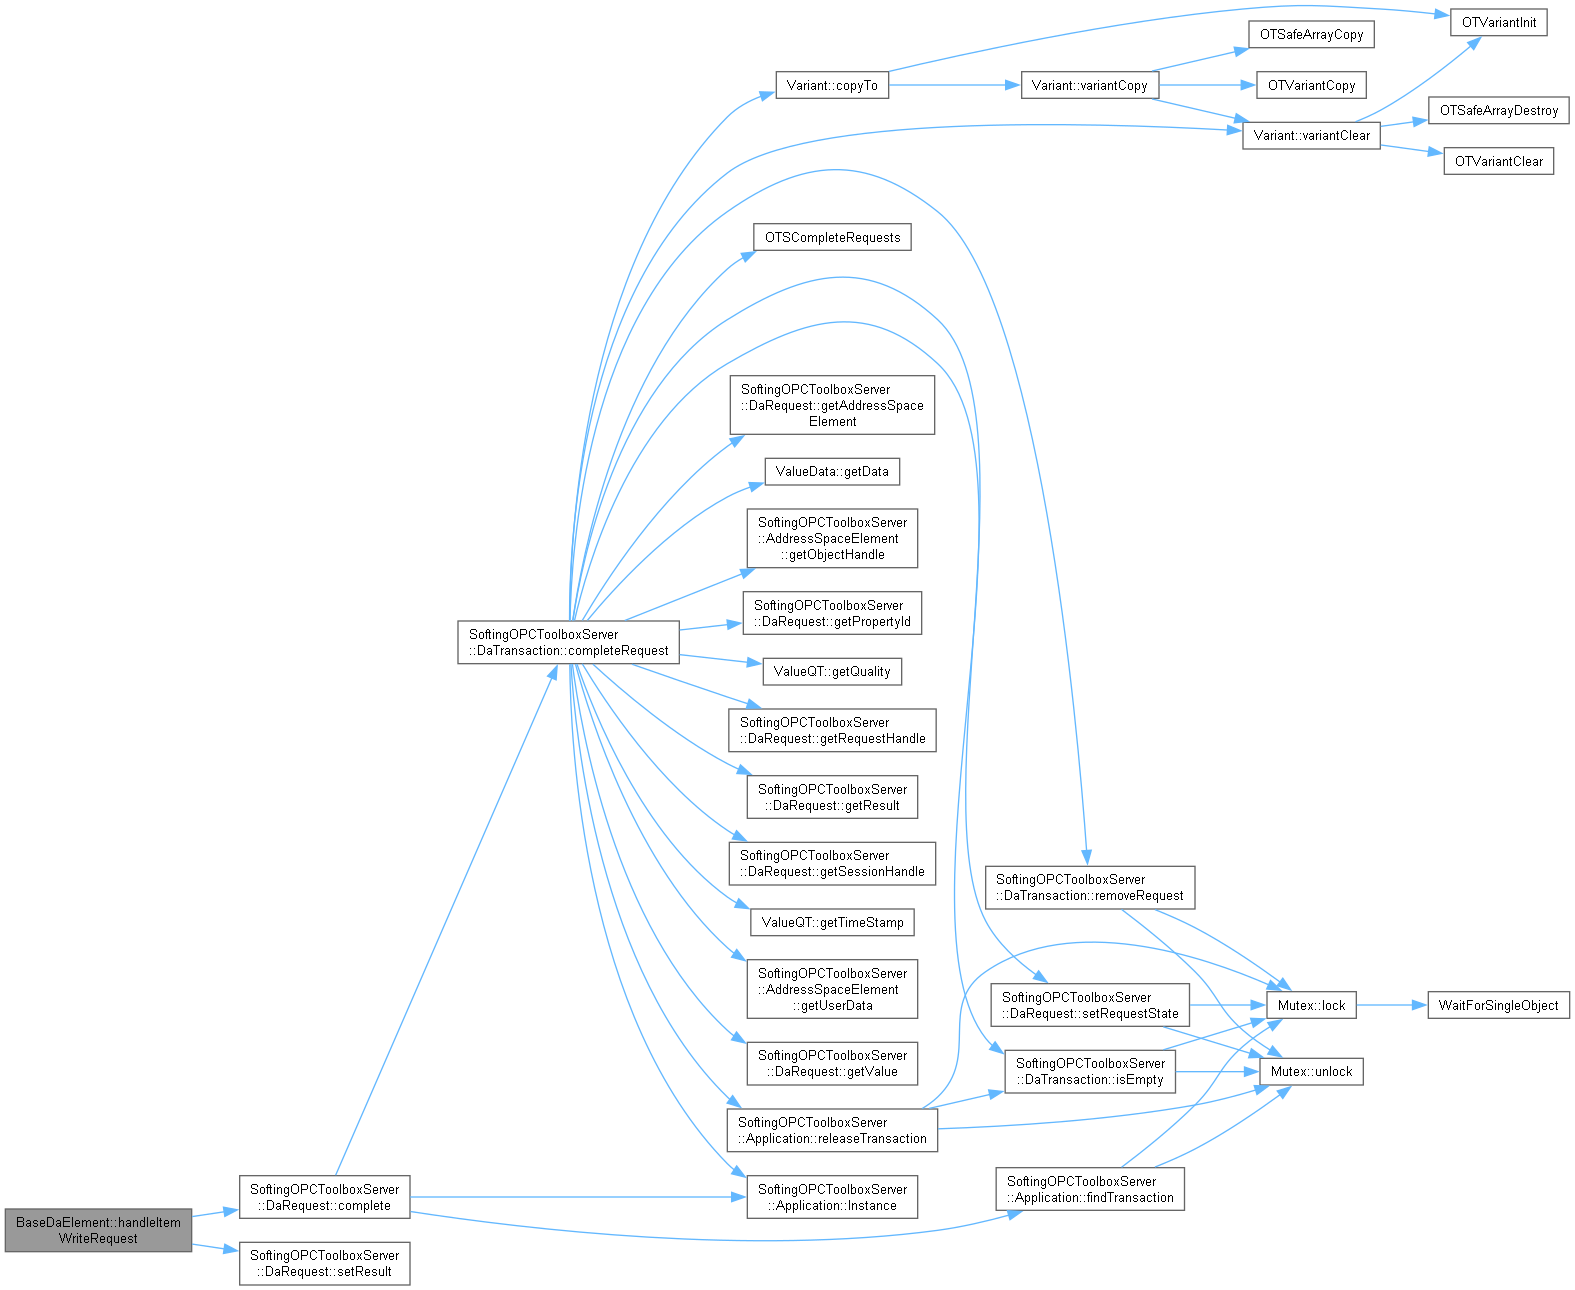 BaseDaElement::handleItem
WriteRequest
SoftingOPCToolboxServer
::DaRequest::complete
SoftingOPCToolboxServer
::DaRequest::setResult
SoftingOPCToolboxServer
::DaTransaction::completeRequest
Variant::copyTo
OTSCompleteRequests
SoftingOPCToolboxServer
::DaRequest::getAddressSpace
Element
ValueData::getData
SoftingOPCToolboxServer
::AddressSpaceElement
::getObjectHandle
SoftingOPCToolboxServer
::DaRequest::getPropertyId
ValueQT::getQuality
SoftingOPCToolboxServer
::DaRequest::getRequestHandle
SoftingOPCToolboxServer
::DaRequest::getResult
SoftingOPCToolboxServer
::DaRequest::getSessionHandle
ValueQT::getTimeStamp
SoftingOPCToolboxServer
::AddressSpaceElement
::getUserData
SoftingOPCToolboxServer
::DaRequest::getValue
SoftingOPCToolboxServer
::Application::releaseTransaction
SoftingOPCToolboxServer
::Application::Instance
Variant::variantCopy
SoftingOPCToolboxServer
::DaTransaction::removeRequest
SoftingOPCToolboxServer
::DaRequest::setRequestState
SoftingOPCToolboxServer
::DaTransaction::isEmpty
SoftingOPCToolboxServer
::Application::findTransaction
OTSafeArrayCopy
OTVariantCopy
Variant::variantClear
Mutex::lock
Mutex::unlock
OTVariantInit
OTSafeArrayDestroy
OTVariantClear
WaitForSingleObject